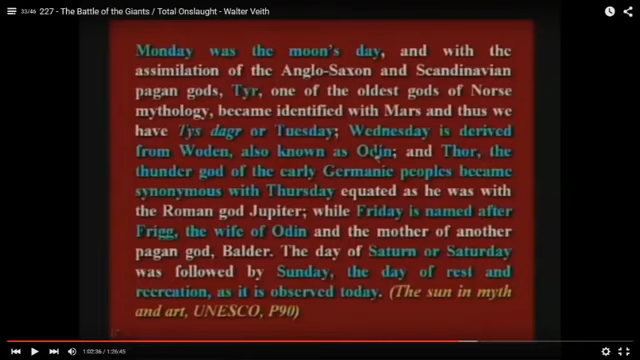 33/46 227 - The Battle of the Giants / Total Onslaught - Walter Veith
Monday was the moon's day, and with the
assimilation of the Anglo-Saxon and Scandinavian
pagan gods, Tyr, one of the oldest gods of Norse
mythology, became identified with Mars and thus we
have Tys dagr or Tuesday; Wednesday is derived
from Woden, also known as Odin; and Thor, the
thunder god of the early Germanic peoples became
synonymous with Thursday equated as he was with
the Roman god Jupiter; while Friday is named after
Frigg, the wife of Odin and the mother of another
pagan god, Balder. The day of Saturn or Saturday
was followed by Sunday, the day of rest and
recreation, as it is observed today. (The sun in myth
and art, UNESCO, P90)
1:02:36 / 1:26:45